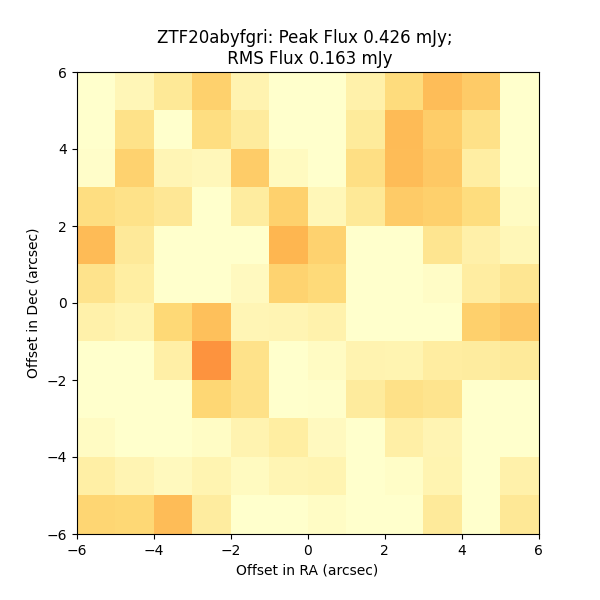 ZTF20abyfgri: Peak Flux 0.426 mJy;
RMS Flux 0.163 mJy
6
4
2
0
−2
−4
−6
Offset in Dec (arcsec)
−6 −4 −2 0 2 4 6
Offset in RA (arcsec)